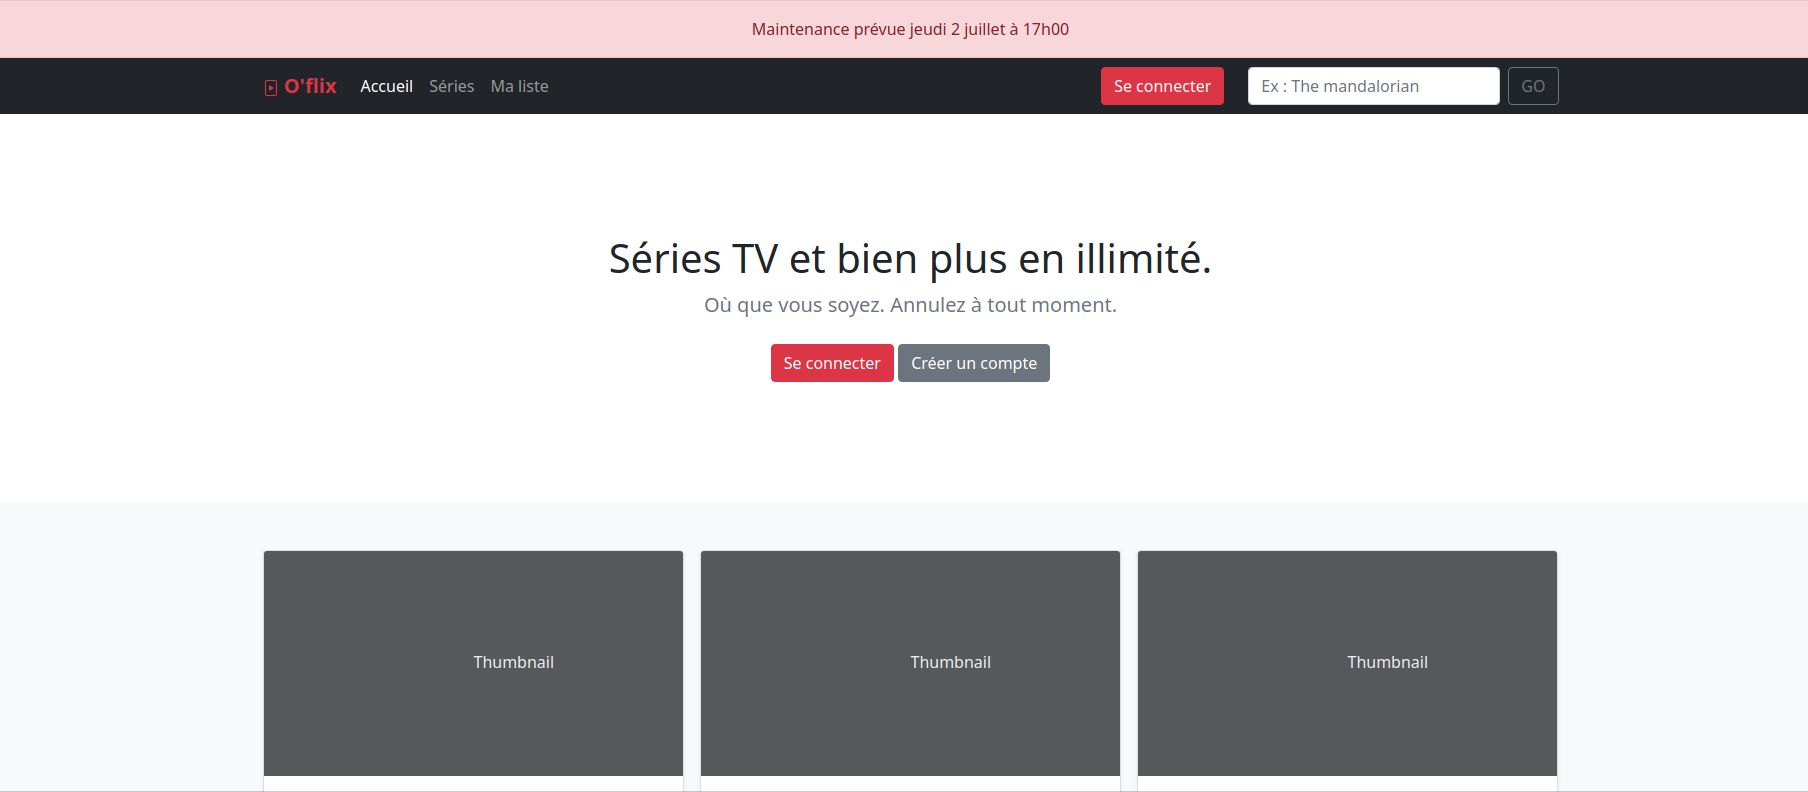 Maintenance prévue jeudi 2 juillet à 17h00
O'flix Accueil Séries Ma liste Se connecter Ex : The mandalorian GO
Séries TV et bien plus en illimité.
Où que vous soyez. Annulez à tout moment.
Se connecter Créer un compte
Thumbnail Thumbnail Thumbnail